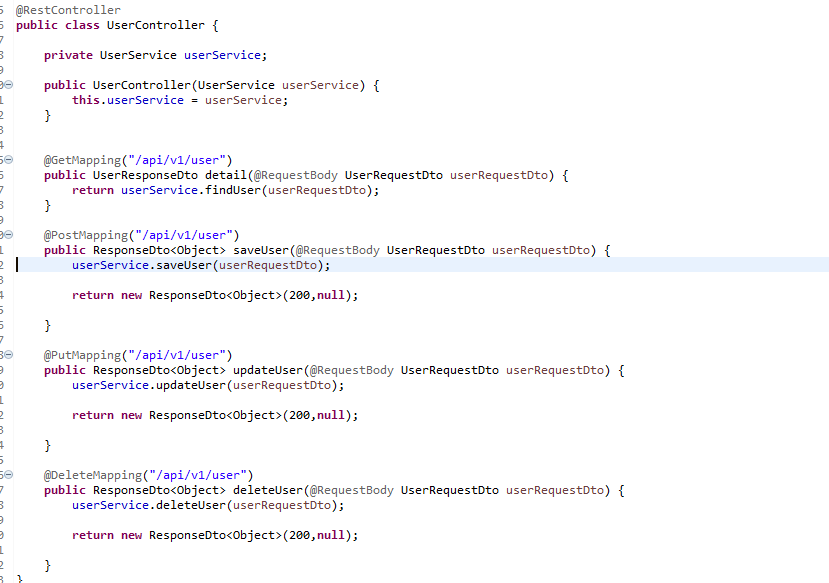 @RestController
public class UserController {
private UserService userService;
public UserController(UserService userService) {
this.userService = userService;
}
@GetMapping("/api/v1/user")
public UserResponseDto detail(@RequestBody UserRequestDto userRequestDto) {
return userService.findUser(userRequestDto);
}
@PostMapping("/api/v1/user")
public ResponseDto<Object> saveUser(@RequestBody UserRequestDto userRequestDto) {
userService.saveUser(userRequestDto);
return new ResponseDto<Object>(200,null);
}
@PutMapping("/api/v1/user")
public ResponseDto<Object> updateUser(@RequestBody UserRequestDto userRequestDto) {
userService.updateUser(userRequestDto);
return new ResponseDto<Object>(200,null);
}
@DeleteMapping("/api/v1/user")
public ResponseDto<Object> deleteUser(@RequestBody UserRequestDto userRequestDto) {
userService.deleteUser(userRequestDto);
return new ResponseDto<Object>(200,null);
}
}